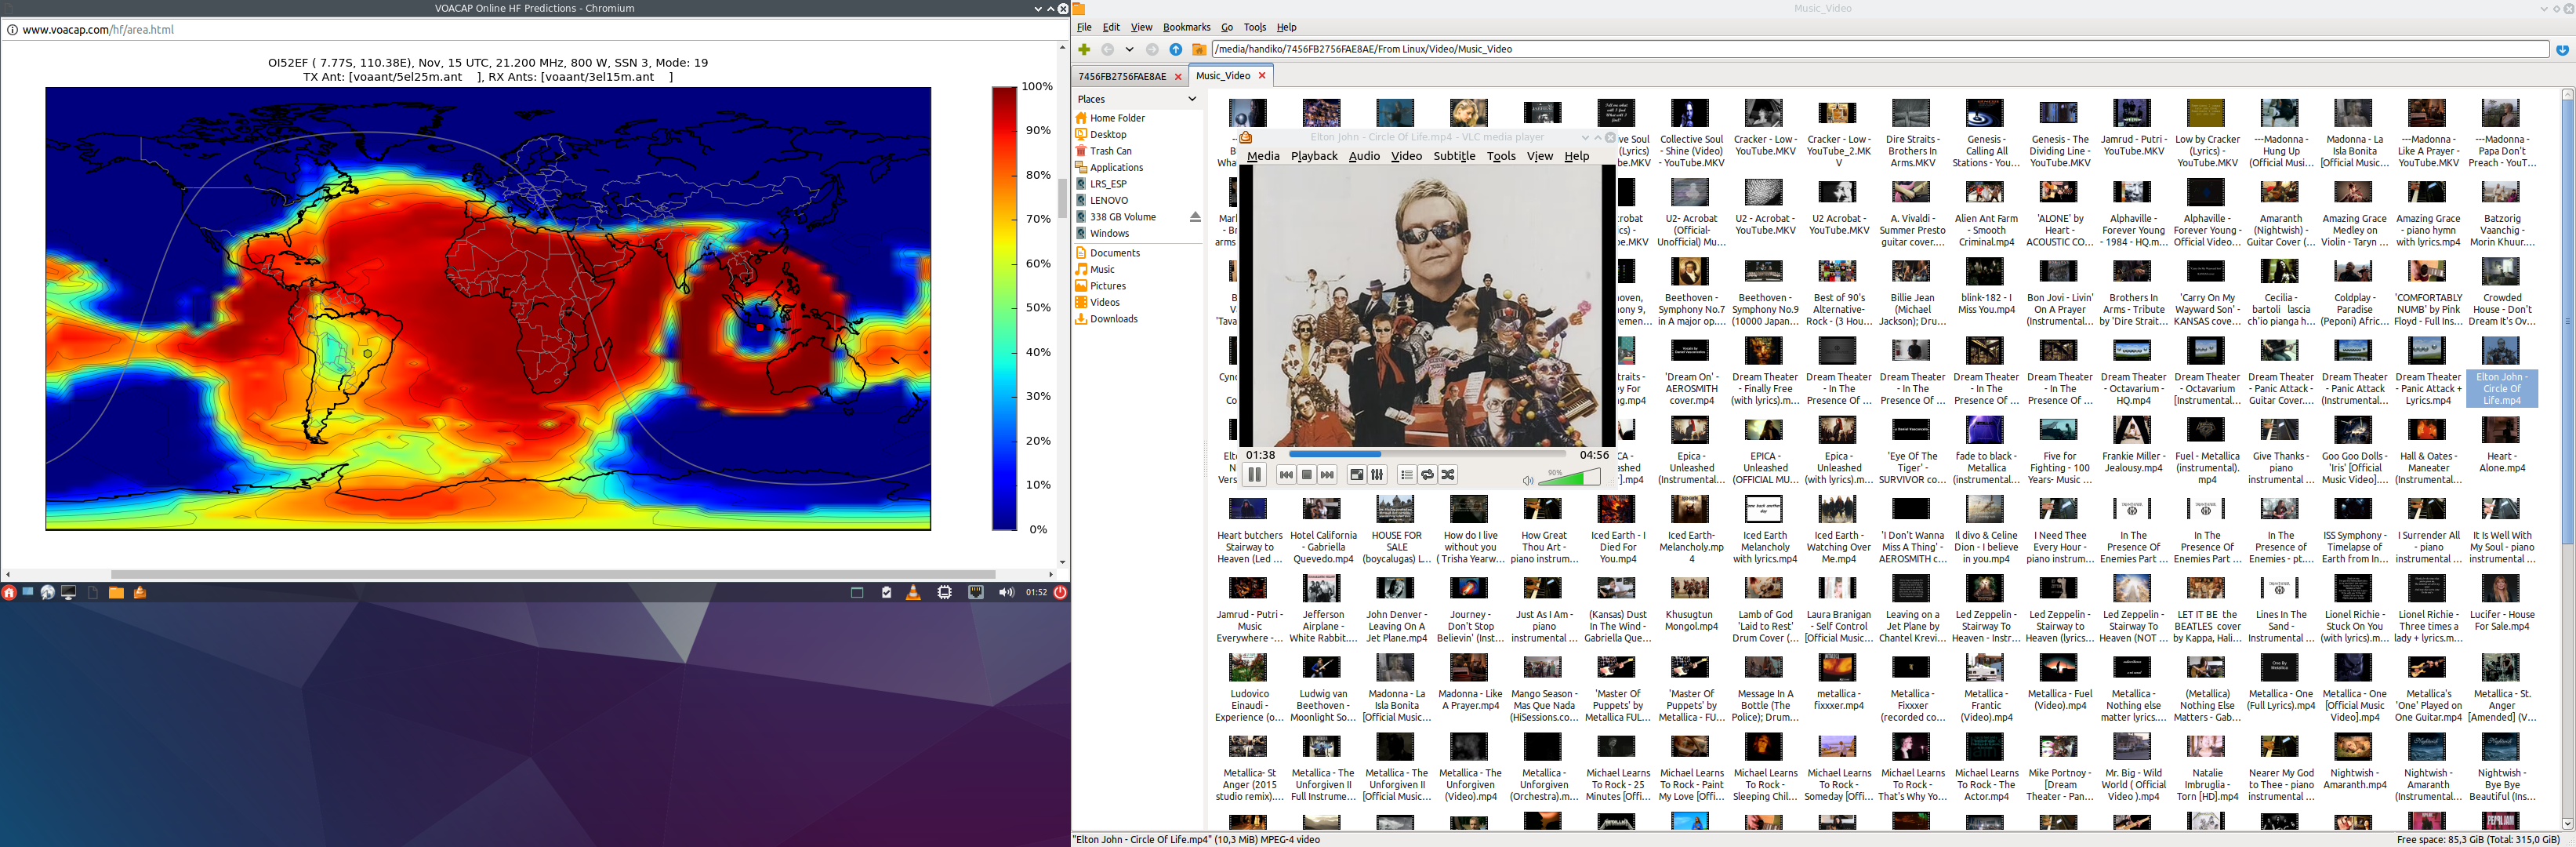 VOACAP Online HF Predictions - Chromium
www.voacap.com/hf/area.html
OI52EF ( 7.77S, 110.38E), Nov, 15 UTC, 21.200 MHz, 800 W, SSN 3, Mode: 19
TX Ant: [voaant/5el25m.ant ], RX Ants: [voaant/3el15m.ant ]
100%
90%
80%
70%
60%
50%
40%
30%
20%
10%
0%
01:52
Music_Video
File Edit View Bookmarks Go Tools Help
/media/handiko/7456FB2756FAE8AE/From Linux/Video/Music_Video
7456FB2756FAE8AE
Music_Video
Places
Home Folder
Desktop
Trash Can
Applications
LRS_ESP
LENOVO
338 GB Volume
Windows
Documents
Music
Pictures
Videos
Downloads
Elton John - Circle Of Life.mp4 - VLC media player
Media Playback Audio Video Subtitle Tools View Help
01:38
04:56
90%
Collective Soul - Shine (Video) - YouTube.MKV
Cracker - Low - YouTube.MKV
Cracker - Low - YouTube_2.MKV
Dire Straits - Brothers In Arms.MKV
Genesis - Calling All Stations - You...
Genesis - The Dividing Line - YouTube.MKV
Jamrud - Putri - YouTube.MKV
Low by Cracker (Lyrics) - YouTube.MKV
---Madonna - Hung Up (Official Musi...
Madonna - La Isla Bonita [Official Music...
---Madonna - Like A Prayer - YouTube.MKV
---Madonna - Papa Don't Preach - YouT...
U2- Acrobat (Official-Unofficial) Mu...
U2 - Acrobat - YouTube.MKV
U2 Acrobat - YouTube.MKV
A. Vivaldi - Summer Presto guitar cover....
Alien Ant Farm - Smooth Criminal.mp4
'ALONE' by Heart - ACOUSTIC CO...
Alphaville - Forever Young - 1984 - HQ.m...
Alphaville - Forever Young - Official Video...
Amaranth (Nightwish) - Guitar Cover (...
Amazing Grace Medley on Violin - Taryn ...
Amazing Grace - piano hymn with lyrics.mp4
Batzorig Vaanchig - Morin Khuur....
Beethoven - Symphony No.7 in A major op....
Beethoven - Symphony No.9 (10000 Japan...
Best of 90's Alternative-Rock - (3 Hou...
Billie Jean (Michael Jackson); Dru...
blink-182 - I Miss You.mp4
Bon Jovi - Livin' On A Prayer (Instrumental...
Brothers In Arms - Tribute by 'Dire Strait...
'Carry On My Wayward Son' - KANSAS cove...
Cecilia - bartoli lascia ch'io pianga h...
Coldplay - Paradise (Peponi) Afric...
'COMFORTABLY NUMB' by Pink Floyd - Full Ins...
Crowded House - Don't Dream It's Ov...
'Dream On' - AEROSMITH cover.mp4
Dream Theater - Finally Free (with lyrics).m...
Dream Theater - In The Presence Of ...
Dream Theater - In The Presence Of ...
Dream Theater - In The Presence Of ...
Dream Theater - Octavarium - HQ.mp4
Dream Theater - Octavarium [Instrumental...
Dream Theater - Panic Attack - Guitar Cover....
Dream Theater - Panic Attack (Instrumental...
Dream Theater - Panic Attack + Lyrics.mp4
Elton John - Circle Of Life.mp4
Epica - Unleashed (Instrumental...
EPICA - Unleashed (OFFICIAL MU...
Epica - Unleashed (with lyrics).m...
'Eye Of The Tiger' - SURVIVOR co...
fade to black - Metallica (instrumental...
Five for Fighting - 100 Years- Music ...
Frankie Miller - Jealousy.mp4
Fuel - Metallica (instrumental).mp4
Give Thanks - piano instrumental ...
Goo Goo Dolls - 'Iris' [Official Music Video]....
Hall & Oates - Maneater (Instrumental...
Heart - Alone.mp4
Heart butchers Stairway to Heaven (Led ...
Hotel California - Gabriella Quevedo.mp4
HOUSE FOR SALE (boycalugas) L...
How do I live without you ( Trisha Yearw...
How Great Thou Art - piano instrum...
Iced Earth - I Died For You.mp4
Iced Earth- Melancholy.mp4
Iced Earth Melancholy with lyrics.mp4
Iced Earth - Watching Over Me.mp4
'I Don't Wanna Miss A Thing' - AEROSMITH c...
Il divo & Celine Dion - I believe in you.mp4
I Need Thee Every Hour - piano instrum...
In The Presence Of Enemies Part ...
In The Presence Of Enemies Part ...
In The Presence of Enemies - pt....
ISS Symphony - Timelapse of Earth from In...
I Surrender All - piano instrumental ...
It Is Well With My Soul - piano instrumental ...
Jamrud - Putri - Music Everywhere -...
Jefferson Airplane - White Rabbit....
John Denver - Leaving On A Jet Plane.mp4
Journey - Don't Stop Believin' (Inst...
Just As I Am - piano instrumental ...
(Kansas) Dust In The Wind - Gabriella Que...
Khusugtun Mongol.mp4
Lamb of God 'Laid to Rest' Drum Cover (...
Laura Branigan - Self Control [Official Music...
Leaving on a Jet Plane by Chantel Krevi...
Led Zeppelin - Stairway To Heaven - Instr...
Led Zeppelin - Stairway to Heaven (lyrics...
Led Zeppelin - Stairway To Heaven (NOT ...
LET IT BE the BEATLES cover by Kappa, Hali...
Lines In The Sand - Instrumental ...
Lionel Richie - Stuck On You (with lyrics).m...
Lionel Richie - Three times a lady + lyrics.m...
Lucifer - House For Sale.mp4
Ludovico Einaudi - Experience (o...
Ludwig van Beethoven - Moonlight So...
Madonna - La Isla Bonita [Official Music...
Madonna - Like A Prayer.mp4
Mango Season - Mas Que Nada (HiSessions.co...
'Master Of Puppets' by Metallica FUL...
'Master Of Puppets' by Metallica - FU...
Message In A Bottle (The Police); Drum...
metallica - fixxxer.mp4
Metallica - Fixxxer (recorded co...
Metallica - Frantic (Video).mp4
Metallica - Fuel (Video).mp4
Metallica - Nothing else matter lyrics....
(Metallica) Nothing Else Matters - Gab...
Metallica - One (Full Lyrics).mp4
Metallica - One [Official Music Video].mp4
Metallica's 'One' Played on One Guitar.mp4
Metallica - St. Anger [Amended] (V...
Metallica- St Anger (2015 studio remix)....
Metallica - The Unforgiven II Full Instrume...
Metallica - The Unforgiven II [Official Music...
Metallica - The Unforgiven (Video).mp4
Metallica - Unforgiven (Orchestra).m...
Michael Learns To Rock - 25 Minutes [Offi...
Michael Learns To Rock - Paint My Love [Offi...
Michael Learns To Rock - Sleeping Chil...
Michael Learns To Rock - Someday [Offi...
Michael Learns To Rock - That's Why Yo...
Michael Learns To Rock - The Actor.mp4
Mike Portnoy - [Dream Theater - Pan...
Mr. Big - Wild World ( Official Video ).mp4
Natalie Imbruglia - Torn [HD].mp4
Nearer My God to Thee - piano instrumental ...
Nightwish - Amaranth.mp4
Nightwish - Amaranth (Instrumental...
Nightwish - Bye Bye Beautiful (Ins...
"Elton John - Circle Of Life.mp4" (10,3 MiB) MPEG-4 video
Free space: 85,3 GiB (Total: 315,0 GiB)